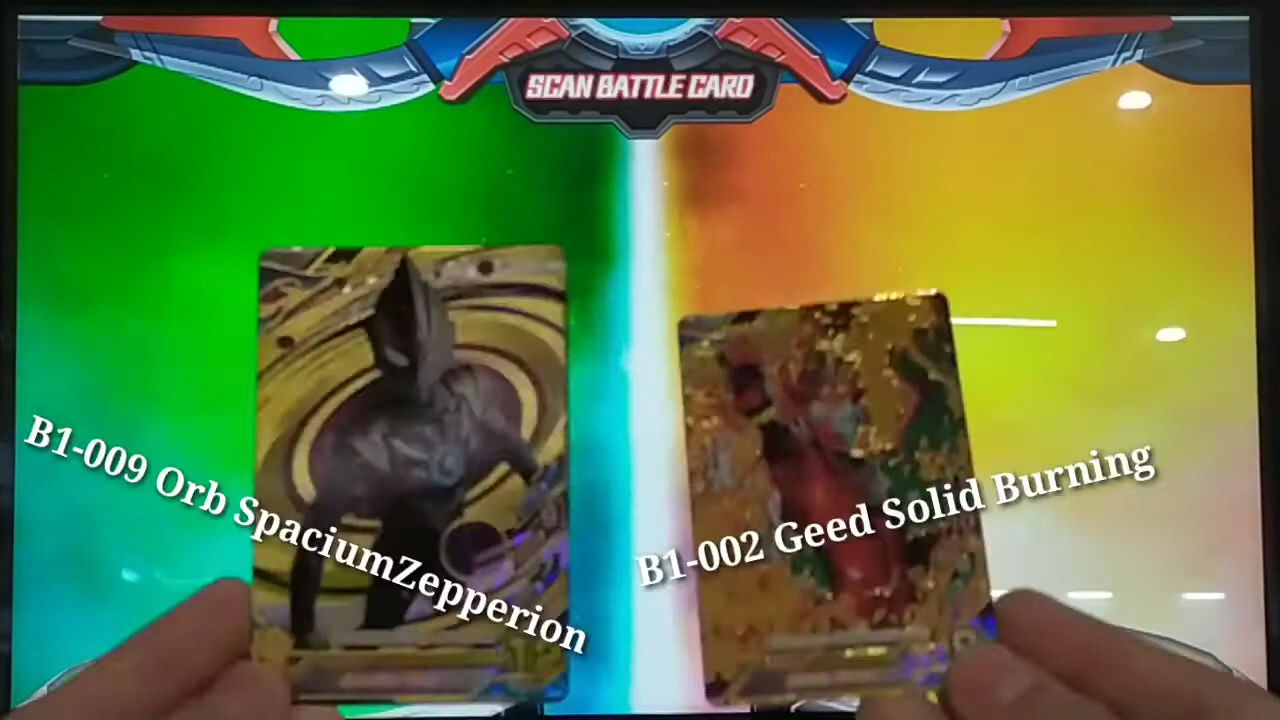 SCAN BATTLE CARD
B1-009 Orb SpaciumZepperion
B1-002 Geed Solid Burning